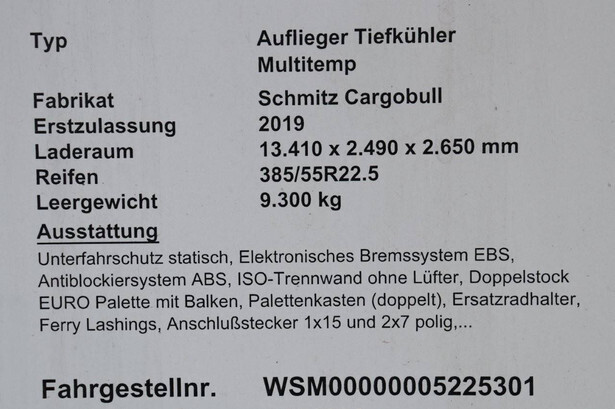 Typ Auflieger Tiefkühler
Multitemp
Fabrikat Schmitz Cargobull
Erstzulassung 2019
Laderaum 13.410 x 2.490 x 2.650 mm
Reifen 385/55R22.5
Leergewicht 9.300 kg
Ausstattung
Unterfahrschutz statisch, Elektronisches Bremssystem EBS,
Antiblockiersystem ABS, ISO-Trennwand ohne Lüfter, Doppelstock
EURO Palette mit Balken, Palettenkasten (doppelt), Ersatzradhalter,
Ferry Lashings, Anschlußstecker 1x15 und 2x7 polig,...
Fahrgestellnr. WSM00000005225301